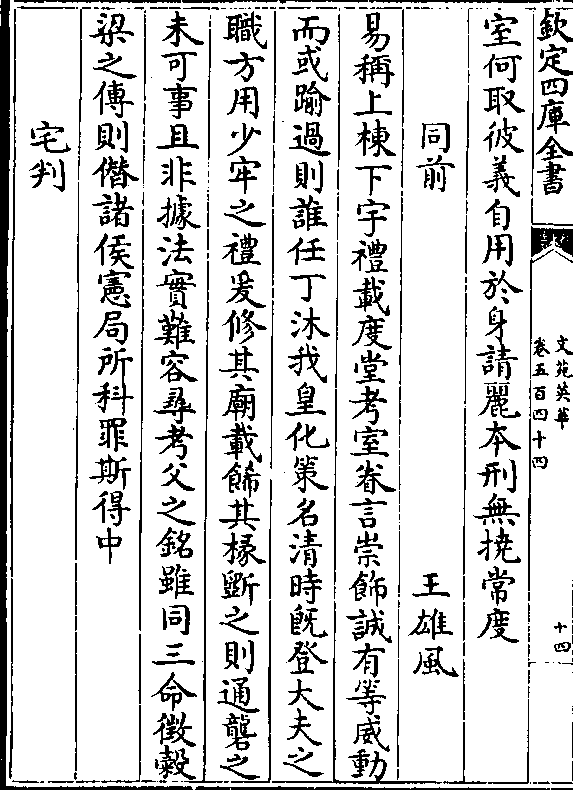 欽定四庫全書
文苑英華
卷五百四十四
十四
室何取彼義自用於身請麗本刑無撓常度
同前
王雄風
易稱上棟下宇禮載度堂考室眷言崇飾誠有等威動
而或踰過則誰任丁沐我皇化策名清時既登大夫之
職方用少牢之禮爰修其廟載餙其椽斵之則通礱之
未可事且非據法實難容尋考父之銘雖同三命徵榖
梁之傳則僭諸侯憲局所科罪斯得中
宅判